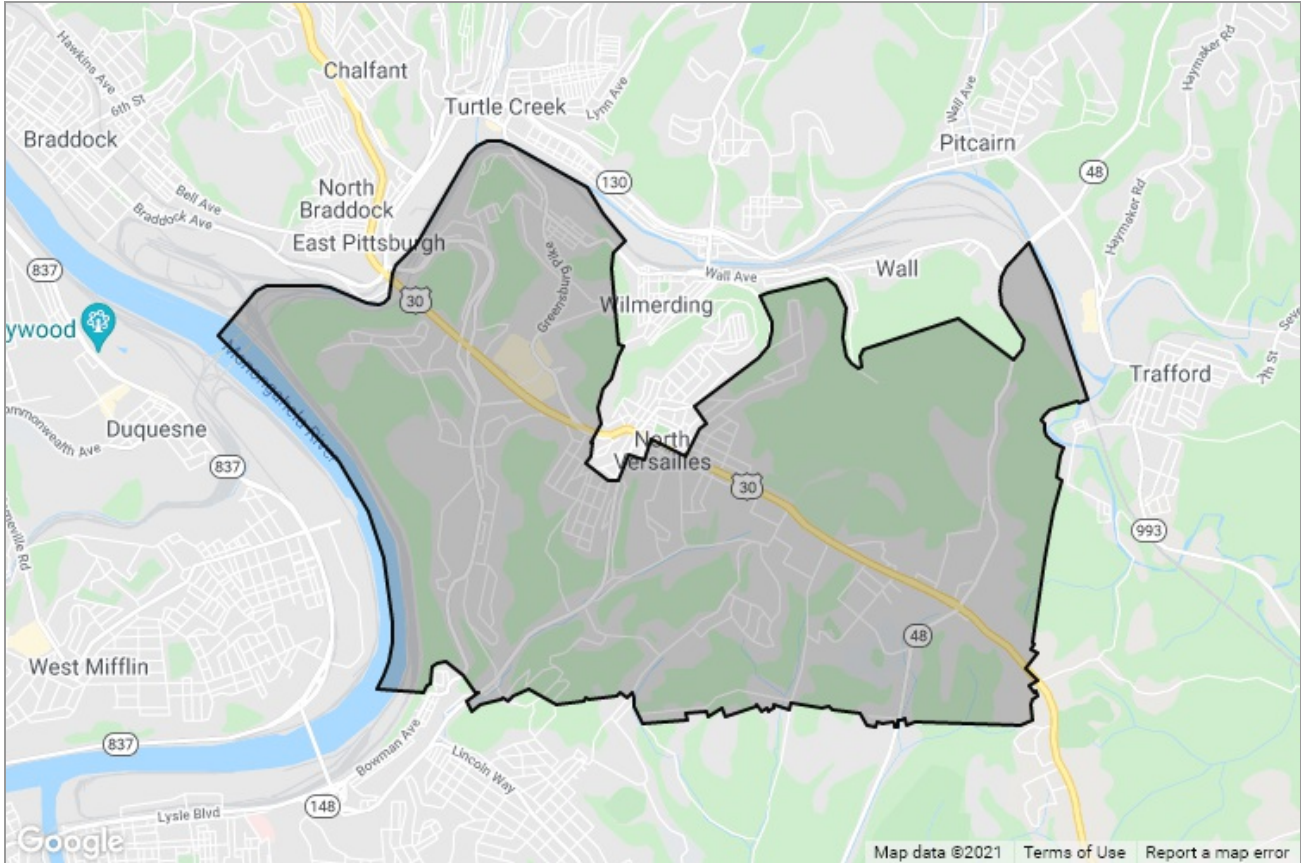 Hawkins Ave
6th St
Chalfant
Lynn Ave
Wall Ave
Haymaker Rd
Turtle Creek
Braddock
Pitcairn
130
48
North
Braddock
Bell Ave
Braddock Ave
Haymaker Rd
East Pittsburgh
837
30
Greensburg Pike
Wall Ave
Wall
Wilmerding
ywood
Monongahela River
7th St
Trafford
Duquesne
ommonwealth Ave
837
North
Versailles
30
993
48
West Mifflin
837
Bowman Ave
Lincoln Way
148
Lysle Blvd
Google
Map data ©2021 Terms of Use Report a map error